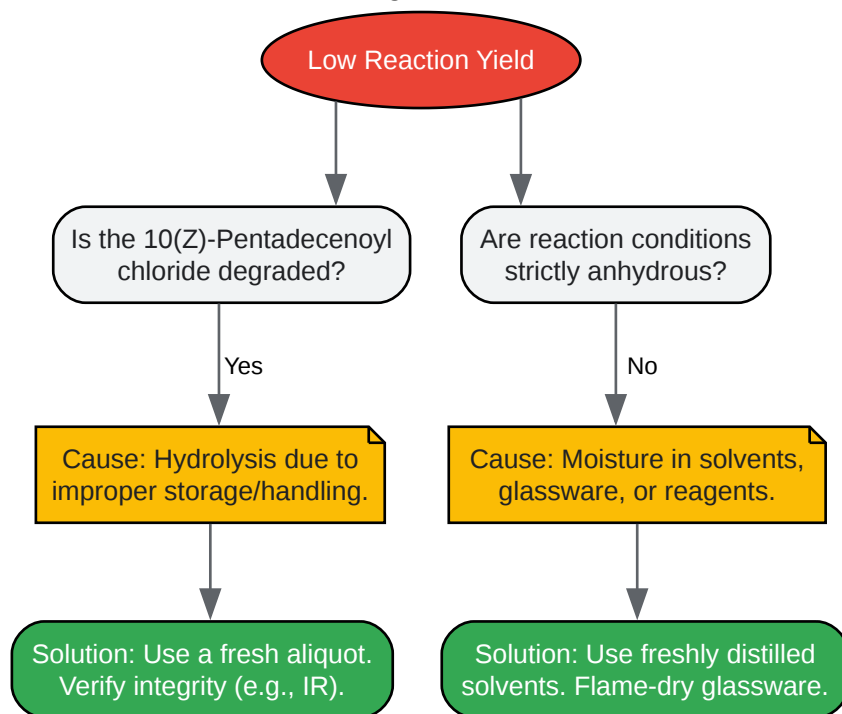 Low Reaction Yield
Is the 10(Z)-Pentadecenoyl
chloride degraded?
Are reaction conditions
strictly anhydrous?
Yes
No
Cause: Hydrolysis due to
improper storage/handling.
Cause: Moisture in solvents,
glassware, or reagents.
Solution: Use a fresh aliquot.
Verify integrity (e.g., IR).
Solution: Use freshly distilled
solvents. Flame-dry glassware.